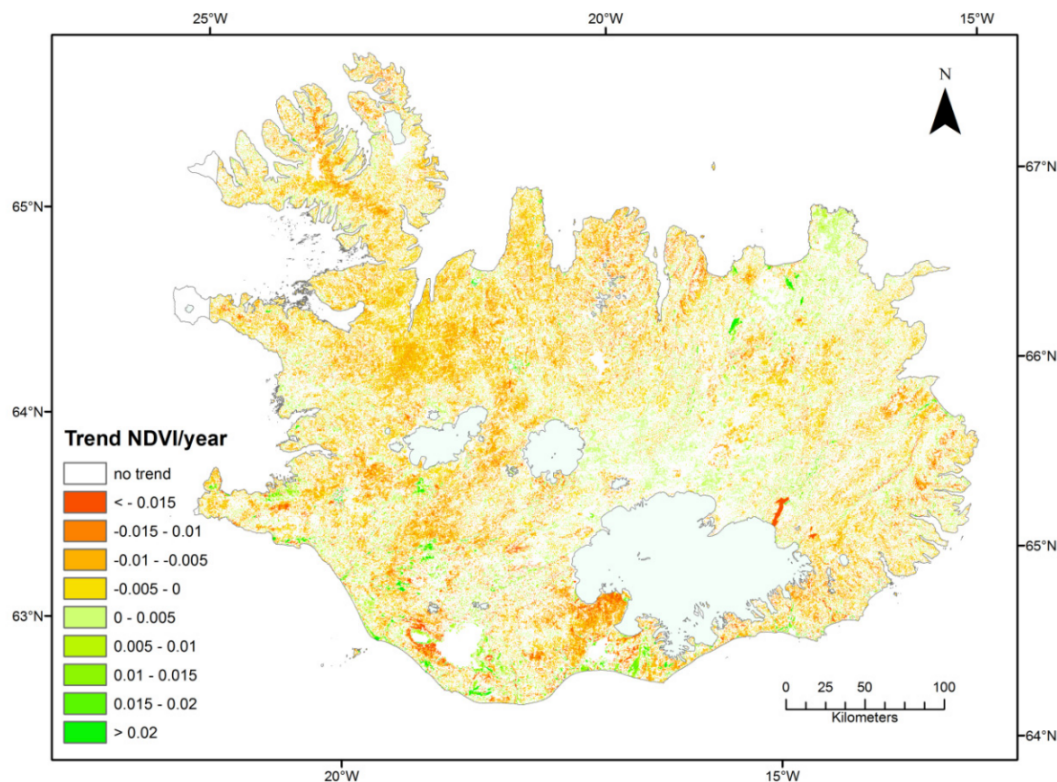 25°W 20°W 15°W
N
67°N
65°N
66°N
64°N
Trend NDVI/year
no trend
< - 0.015
-0.015 - 0.01
-0.01 - -0.005
-0.005 - 0
0 - 0.005
0.005 - 0.01
0.01 - 0.015
0.015 - 0.02
> 0.02
65°N
63°N
0 25 50 100
Kilometers
64°N
20°W 15°W